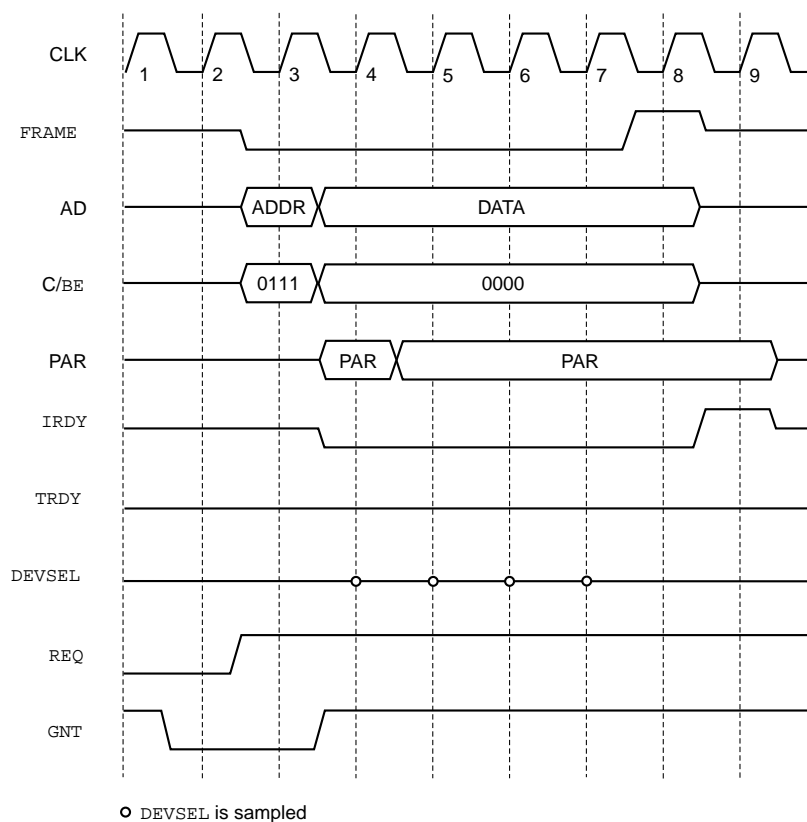 CLK
1 2 3 4 5 6 7 8 9
FRAME
AD ADDR DATA
C/BE 0111 0000
PAR PAR PAR
IRDY
TRDY
DEVSEL
REQ
GNT
DEVSEL is sampled